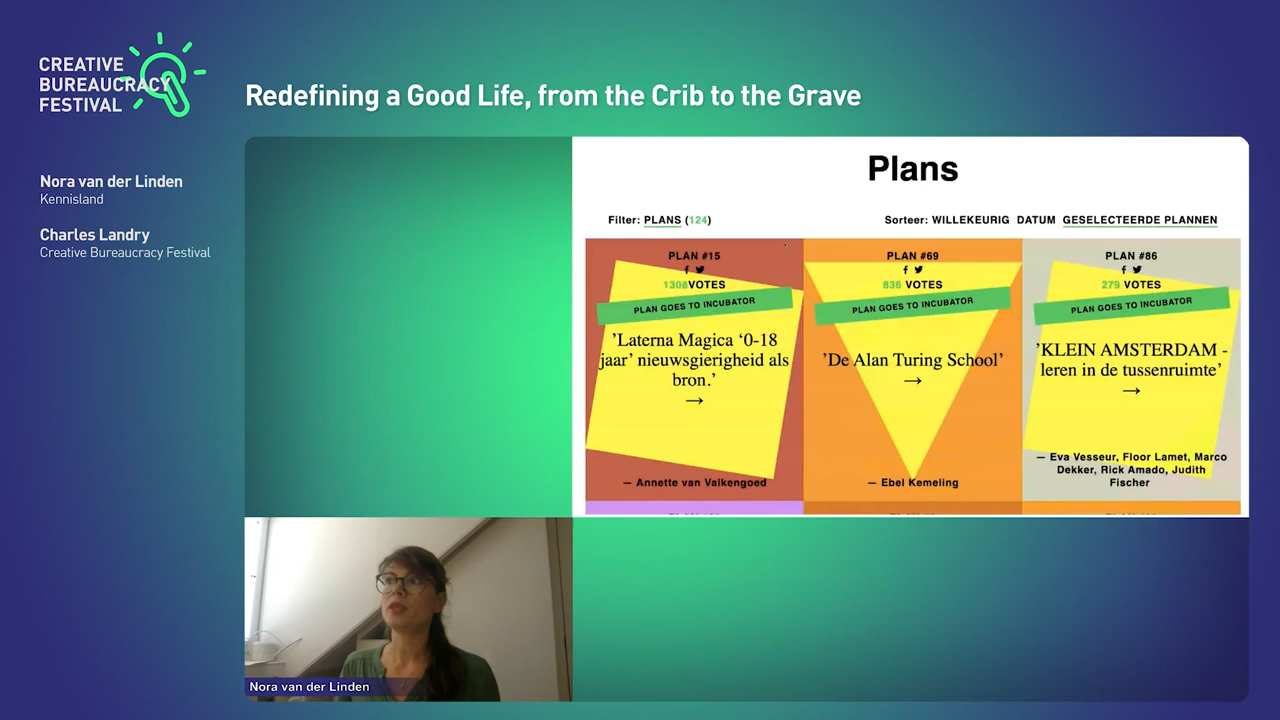 CREATIVE
BUREAUCRACY
FESTIVAL
Redefining a Good Life, from the Crib to the Grave
Nora van der Linden
Kennisland
Charles Landry
Creative Bureaucracy Festival
Plans
Filter: PLANS (124)
Sorteer: WILLEKEURIG DATUM GESELECTEERDE PLANNEN
PLAN #15
1308VOTES
PLAN GOES TO INCUBATOR
’Laterna Magica ‘0-18
jaar’ nieuwsgierigheid als
bron.’
→
— Annette van Valkengoed
PLAN #69
836 VOTES
PLAN GOES TO INCUBATOR
’De Alan Turing School’
→
— Ebel Kemeling
PLAN #86
279 VOTES
PLAN GOES TO INCUBATOR
’KLEIN AMSTERDAM -
leren in de tussenruimte’
→
— Eva Vesseur, Floor Lamet, Marco
Dekker, Rick Amado, Judith
Fischer
Nora van der Linden